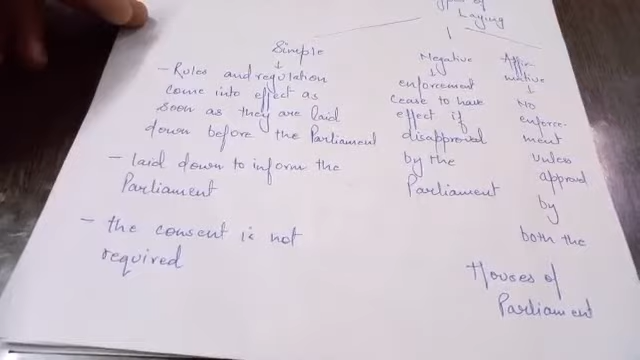 Types of
Laying
Simple
- Rules and regulation
come into effect as
soon as they are laid
down before the Parliament
- laid down to inform the
Parliament
- the consent is not
required
Negative
enforcement
cease to have
effect if
disapproved
by the
Parliament
Affir
mative
NO
enforce-
ment
unless
approved
by
both the
Houses of
Parliament